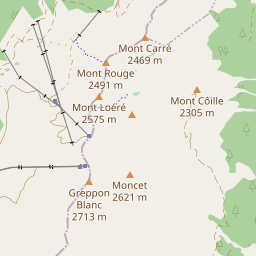 Mont Carré
2469 m
Mont Rouge
2491 m
Mont Loéré
2575 m
Mont Côille
2305 m
Moncet
2621 m
Greppon
Blanc
2713 m